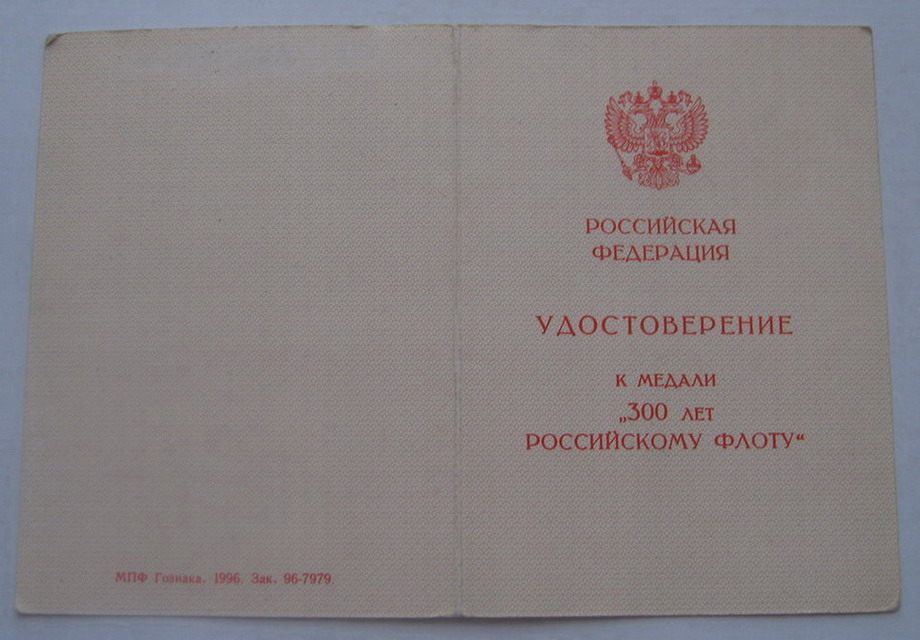 РОССИЙСКАЯ
ФЕДЕРАЦИЯ
УДОСТОВЕРЕНИЕ
К МЕДАЛИ
„300 ЛЕТ
РОССИЙСКОМУ ФЛОТУ“
МПФ Гознака. 1996. Зак. 96-7979.